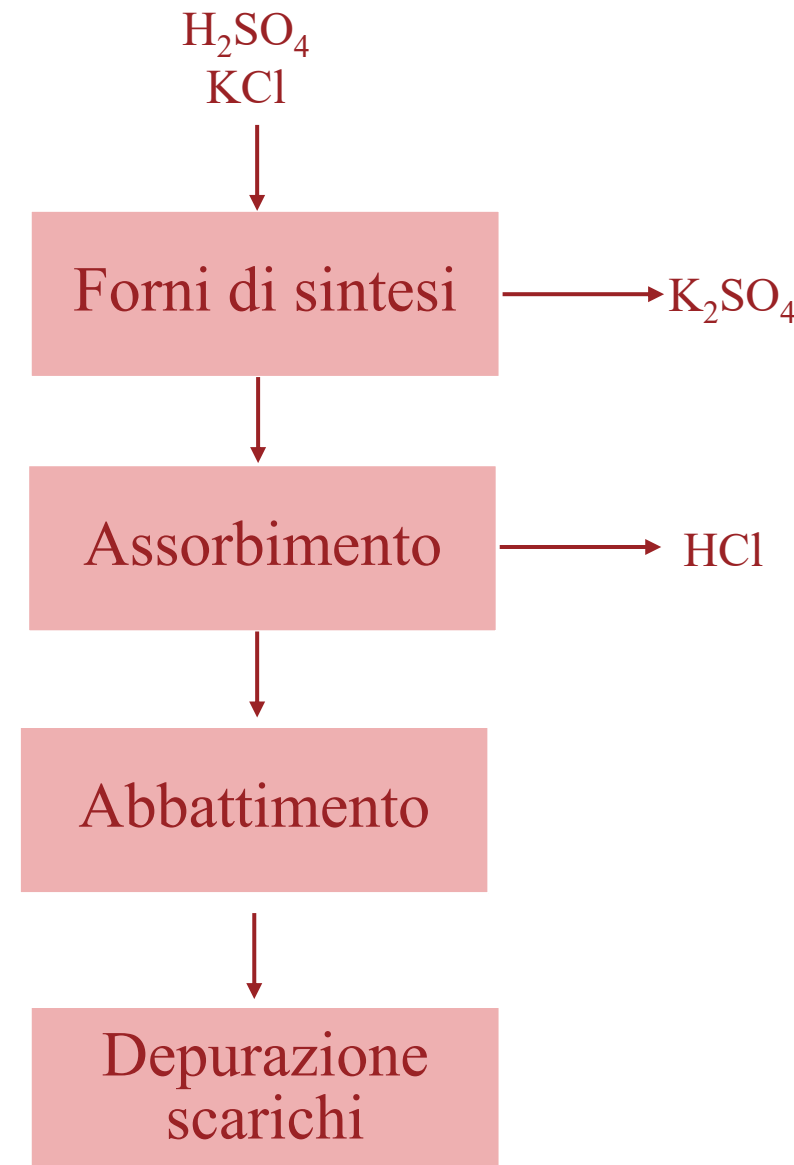 H₂SO₄
KCl
Forni di sintesi
K₂SO₄
Assorbimento
HCl
Abbattimento
Depurazione
scarichi